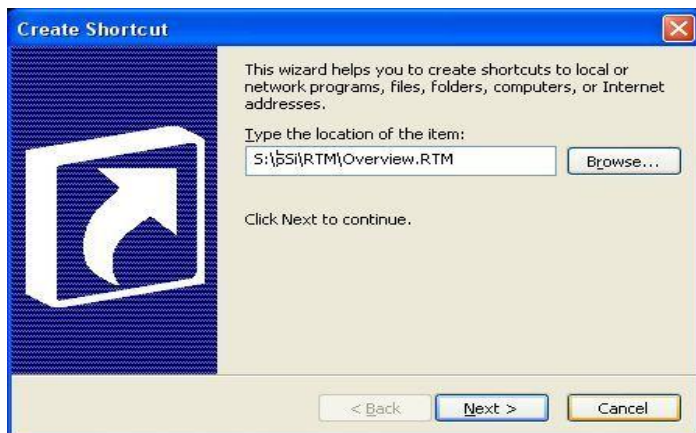 Create Shortcut
This wizard helps you to create shortcuts to local or
network programs, files, folders, computers, or Internet
addresses.
Type the location of the item:
S:\5Si\RTM\Overview.RTM
Browse...
Click Next to continue.
< Back
Next >
Cancel